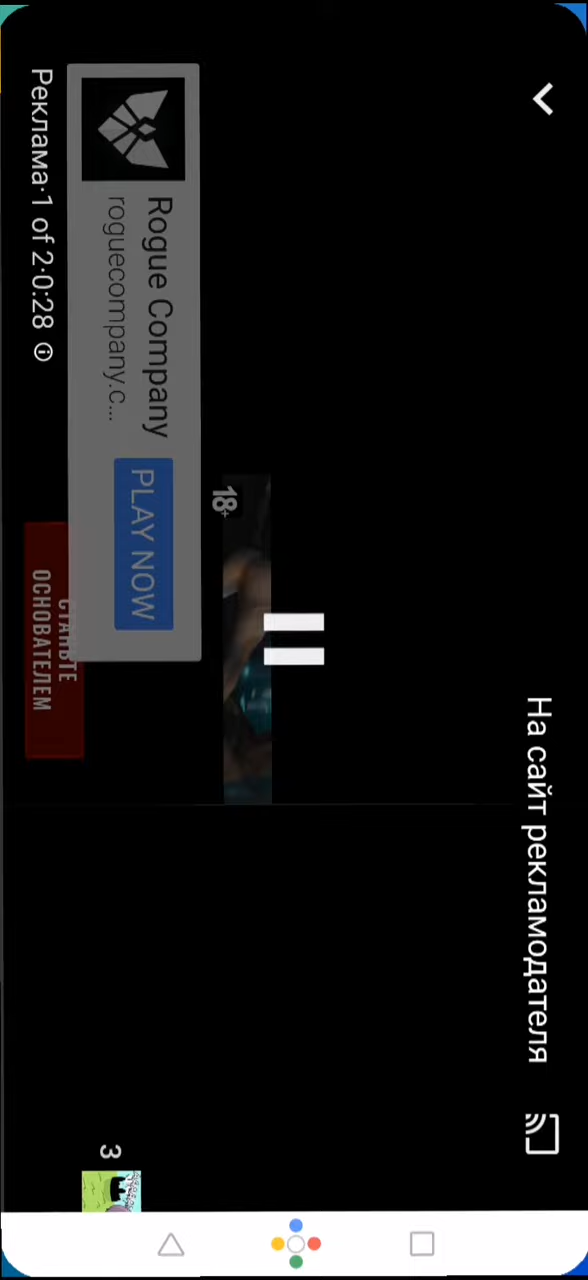 На сайт рекламодателя
18+
Rogue Company
roguecompany.c...
PLAY NOW
СТАНЬТЕ
ОСНОВАТЕЛЕМ
Реклама·1 of 2·0:28
3